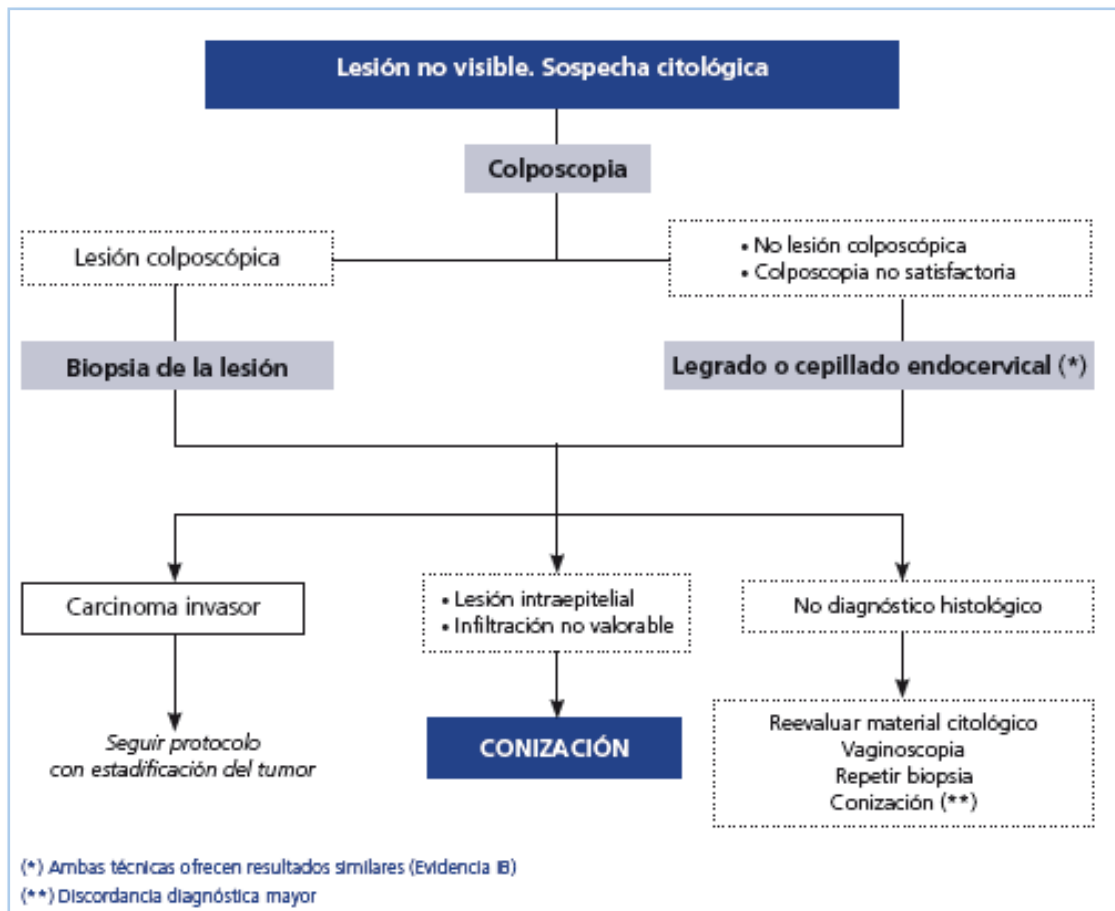 Lesión no visible. Sospecha citológica
Colposcopia
Lesión colposcópica
• No lesión colposcópica
• Colposcopia no satisfactoria
Biopsia de la lesión
Legrado o cepillado endocervical (*)
Carcinoma invasor
• Lesión intraepitelial
• Infiltración no valorable
No diagnóstico histológico
Seguir protocolo
con estadificación del tumor
CONIZACIÓN
Reevaluar material citológico
Vaginoscopia
Repetir biopsia
Conización (**)
(*) Ambas técnicas ofrecen resultados similares (Evidencia IB)
(**) Discordancia diagnóstica mayor